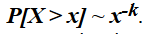 P[X > x] ~ x^-k.